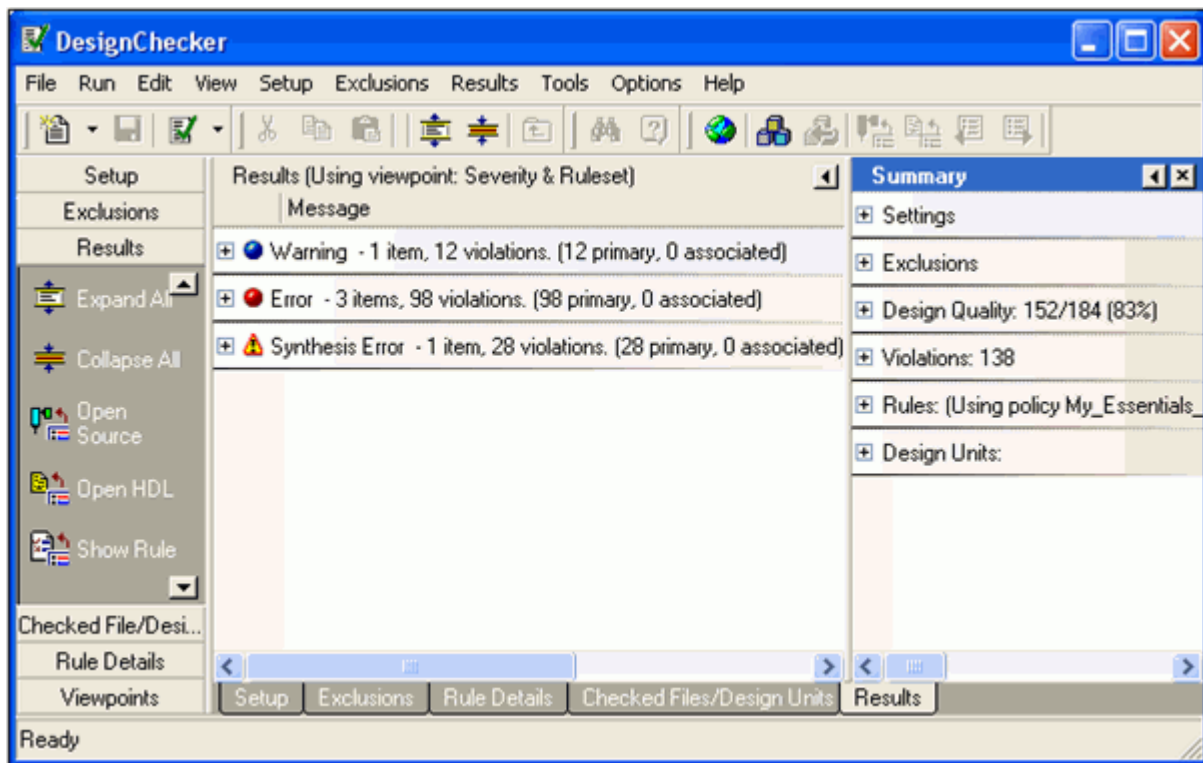 DesignChecker
File Run Edit View Setup Exclusions Results Tools Options Help
Setup
Exclusions
Results
Expand All
Collapse All
Open
Source
Open HDL
Show Rule
Checked File/Desi...
Rule Details
Viewpoints
Results (Using viewpoint: Severity & Ruleset)
Message
Warning - 1 item, 12 violations. (12 primary, 0 associated)
Error - 3 items, 98 violations. (98 primary, 0 associated)
Synthesis Error - 1 item, 28 violations. (28 primary, 0 associated)
Summary
Settings
Exclusions
Design Quality: 152/184 (83%)
Violations: 138
Rules: (Using policy My_Essentials_
Design Units:
Setup Exclusions Rule Details Checked Files/Design Units Results
Ready